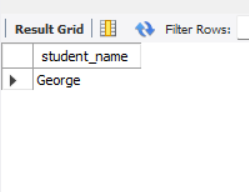 Result Grid Filter Rows:
student_name
George